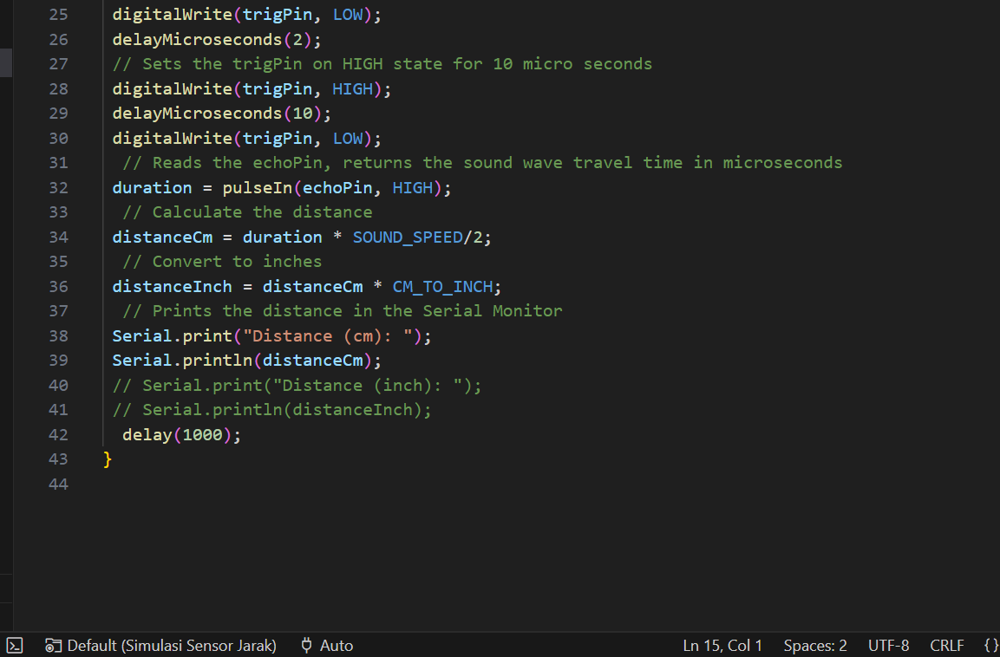 25 digitalWrite(trigPin, LOW);
26 delayMicroseconds(2);
27 // Sets the trigPin on HIGH state for 10 micro seconds
28 digitalWrite(trigPin, HIGH);
29 delayMicroseconds(10);
30 digitalWrite(trigPin, LOW);
31 // Reads the echoPin, returns the sound wave travel time in microseconds
32 duration = pulseIn(echoPin, HIGH);
33 // Calculate the distance
34 distanceCm = duration * SOUND_SPEED/2;
35 // Convert to inches
36 distanceInch = distanceCm * CM_TO_INCH;
37 // Prints the distance in the Serial Monitor
38 Serial.print("Distance (cm): ");
39 Serial.println(distanceCm);
40 // Serial.print("Distance (inch): ");
41 // Serial.println(distanceInch);
42 delay(1000);
43 }
44
Default (Simulasi Sensor Jarak) Auto Ln 15, Col 1 Spaces: 2 UTF-8 CRLF {}